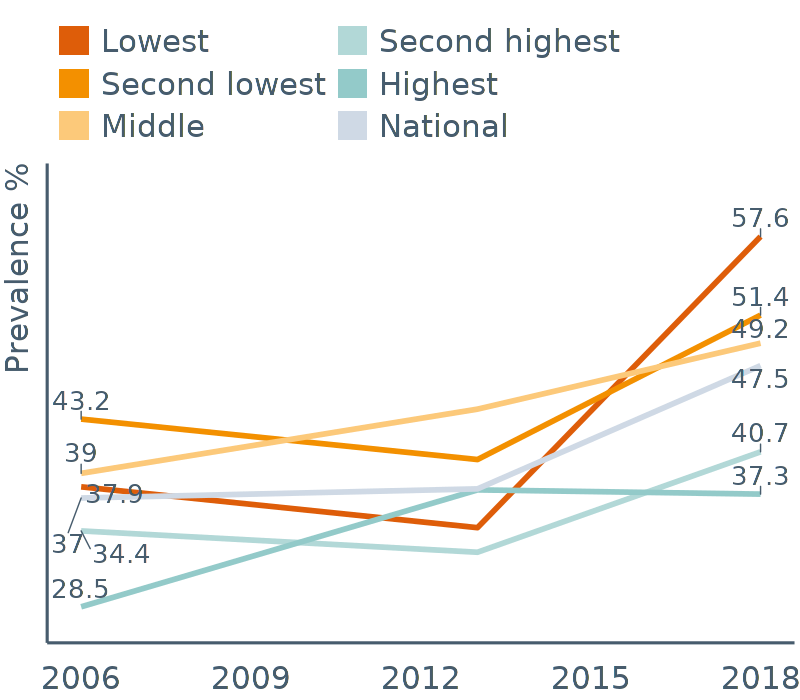 Lowest
Second highest
Second lowest
Highest
Middle
National
Prevalence %
57.6
51.4
49.2
43.2
47.5
40.7
39
37.3
37.9
37
34.4
28.5
2006 2009 2012 2015 2018